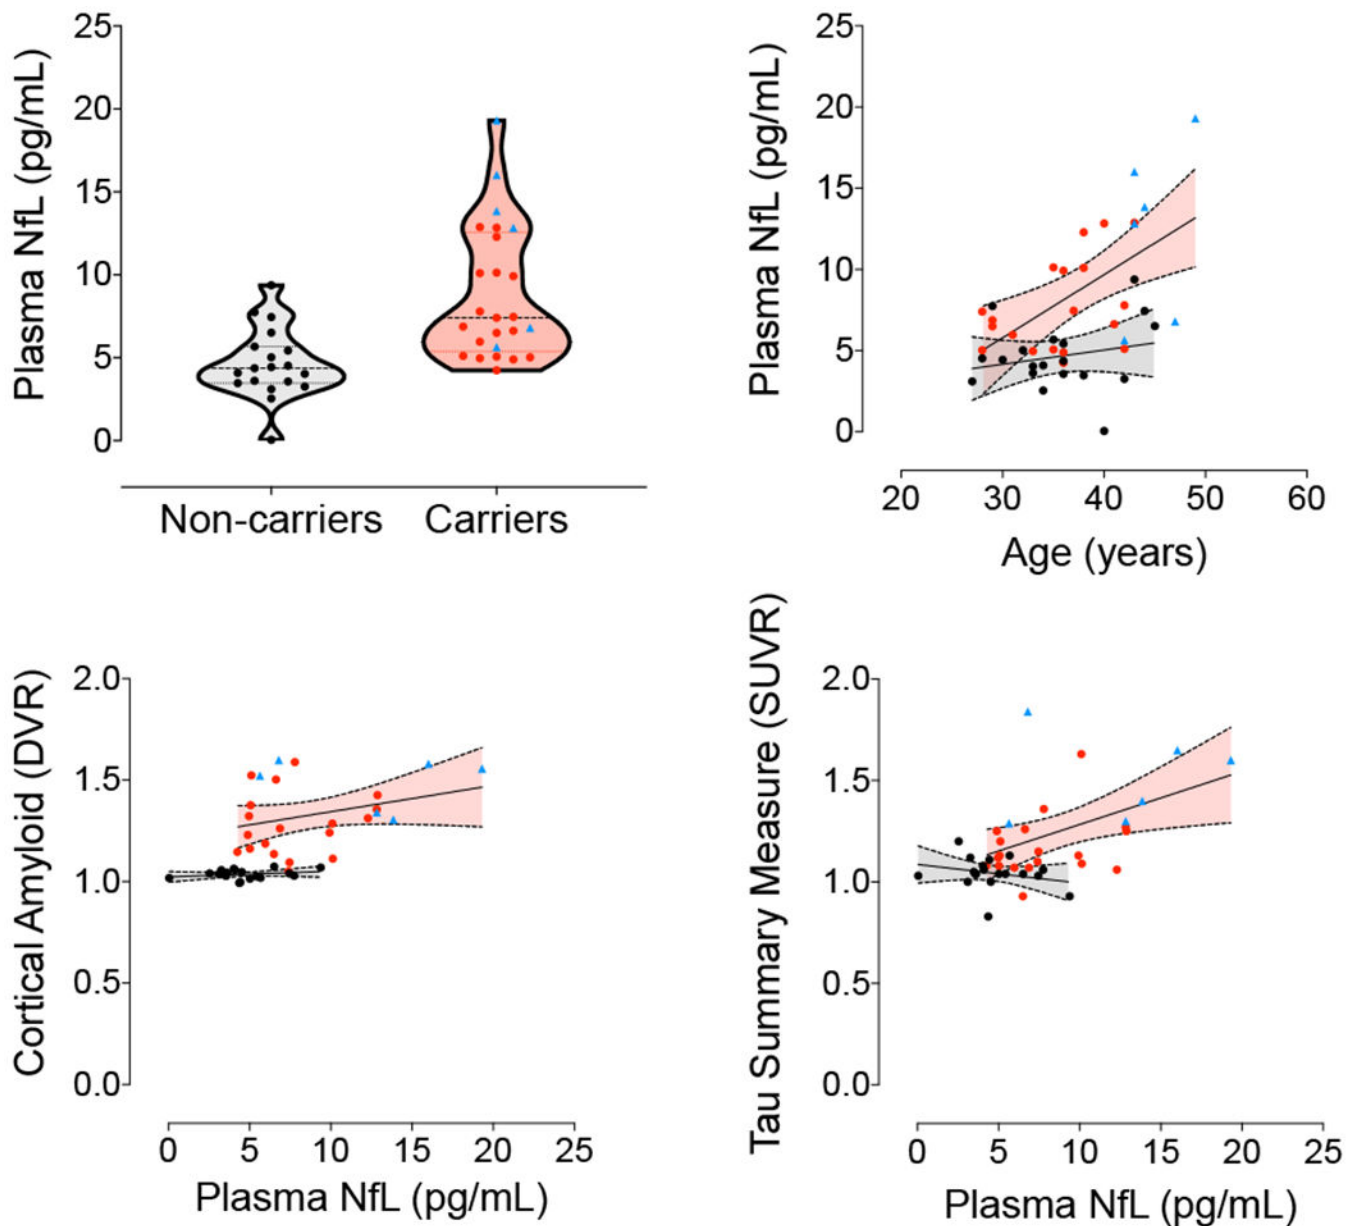 Plasma NfL (pg/mL)
25
20
15
10
5
0
Non-carriers Carriers
Plasma NfL (pg/mL)
25
20
15
10
5
0
20 30 40 50 60
Age (years)
Cortical Amyloid (DVR)
2.0
1.5
1.0
0.5
0.0
0 5 10 15 20 25
Plasma NfL (pg/mL)
Tau Summary Measure (SUVR)
2.0
1.5
1.0
0.5
0.0
0 5 10 15 20 25
Plasma NfL (pg/mL)